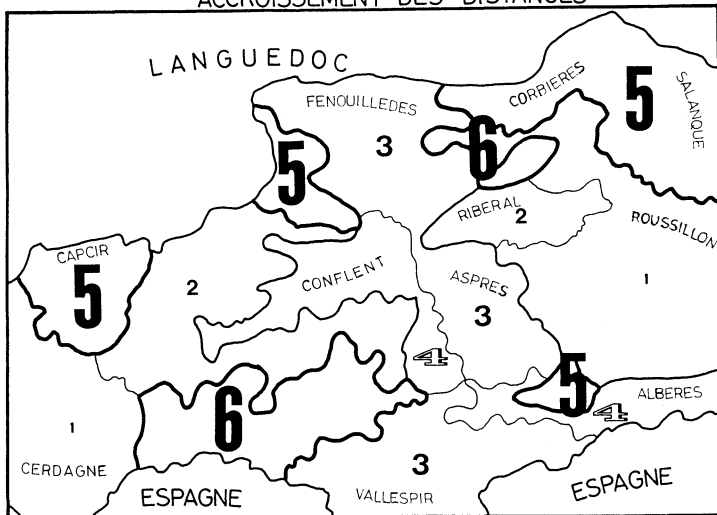 ACCROISSEMENT DES DISTANCES
LANGUEDOC
CORBIERES
FENOUILLEDES
SALANQUE
5
3
6
5
RIBERAL
2
ROUSSILLON
CAPCIR
5
2
CONFLENT
ASPRES
3
1
4
5
ALBERES
4
6
1
CERDAGNE
3
ESPAGNE
VALLESPIR
ESPAGNE